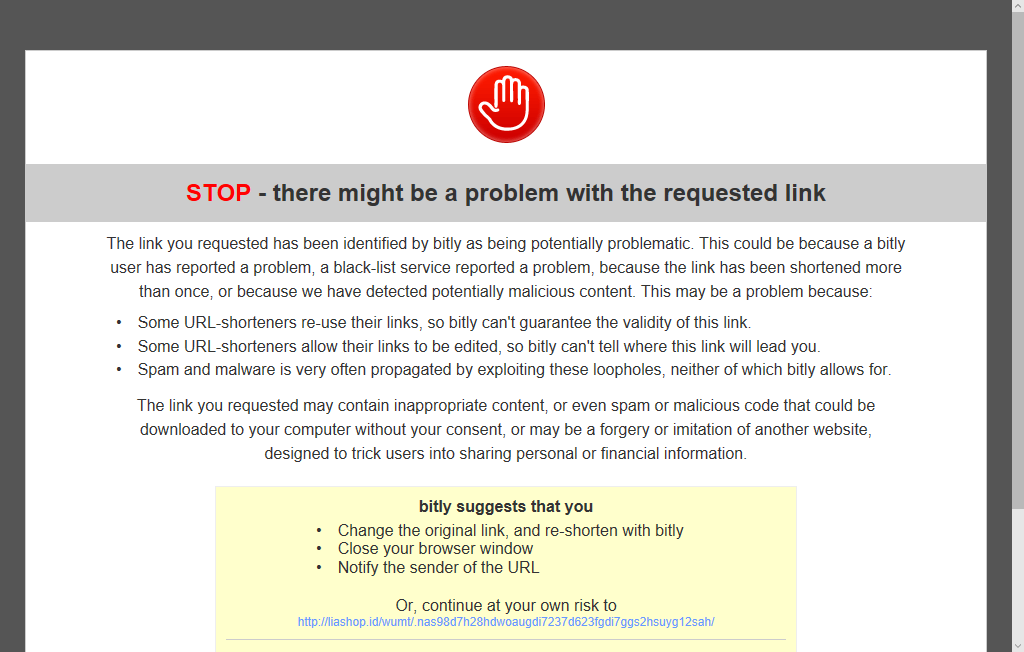 STOP - there might be a problem with the requested link
The link you requested has been identified by bitly as being potentially problematic. This could be because a bitly
user has reported a problem, a black-list service reported a problem, because the link has been shortened more
than once, or because we have detected potentially malicious content. This may be a problem because:
• Some URL-shorteners re-use their links, so bitly can't guarantee the validity of this link.
• Some URL-shorteners allow their links to be edited, so bitly can't tell where this link will lead you.
• Spam and malware is very often propagated by exploiting these loopholes, neither of which bitly allows for.
The link you requested may contain inappropriate content, or even spam or malicious code that could be
downloaded to your computer without your consent, or may be a forgery or imitation of another website,
designed to trick users into sharing personal or financial information.
bitly suggests that you
• Change the original link, and re-shorten with bitly
• Close your browser window
• Notify the sender of the URL
Or, continue at your own risk to
http://liashop.id/wumt/.nas98d7h28hdwoaugdi7237d623fgdi7ggs2hsuyg12sah/